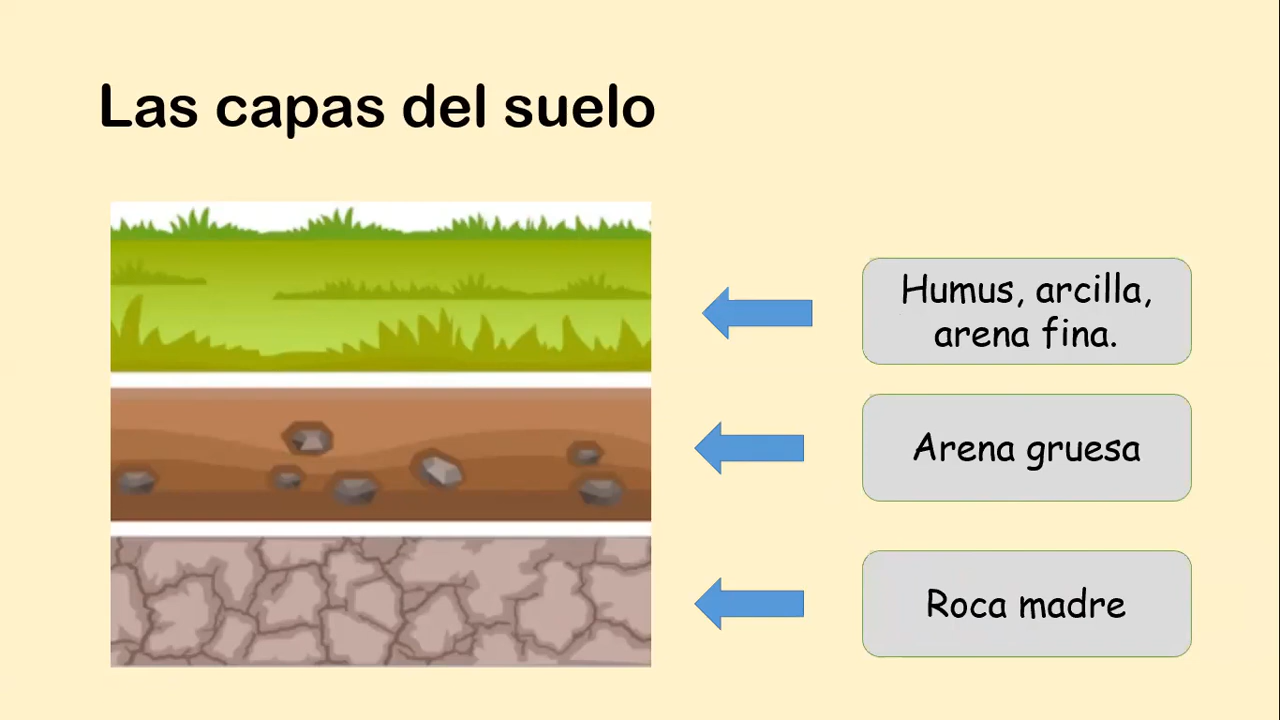 Las capas del suelo
Humus, arcilla,
arena fina.
Arena gruesa
Roca madre